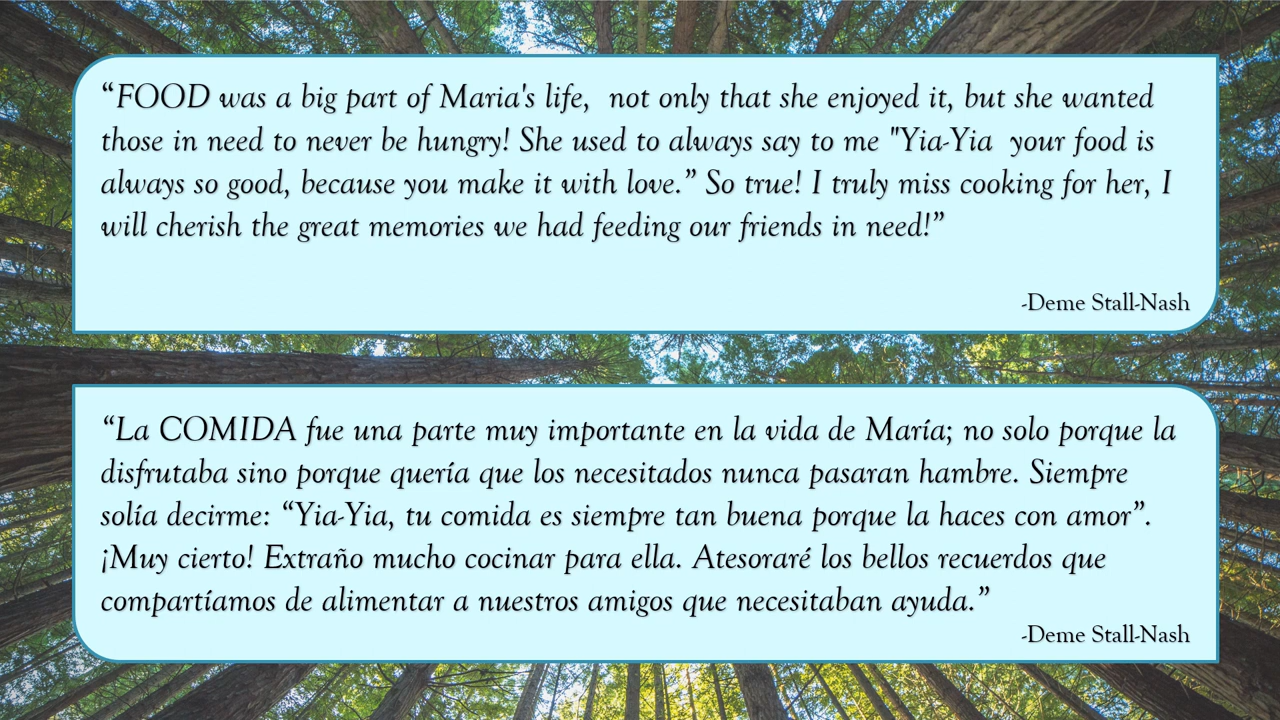 “FOOD was a big part of Maria's life,  not only that she enjoyed it, but she wanted
those in need to never be hungry! She used to always say to me "Yia-Yia  your food is
always so good, because you make it with love.” So true! I truly miss cooking for her, I
will cherish the great memories we had feeding our friends in need!”
-Deme Stall-Nash
“La COMIDA fue una parte muy importante en la vida de María; no solo porque la
disfrutaba sino porque quería que los necesitados nunca pasaran hambre. Siempre
solía decirme: “Yia-Yia, tu comida es siempre tan buena porque la haces con amor”.
¡Muy cierto! Extraño mucho cocinar para ella. Atesoraré los bellos recuerdos que
compartíamos de alimentar a nuestros amigos que necesitaban ayuda.”
-Deme Stall-Nash